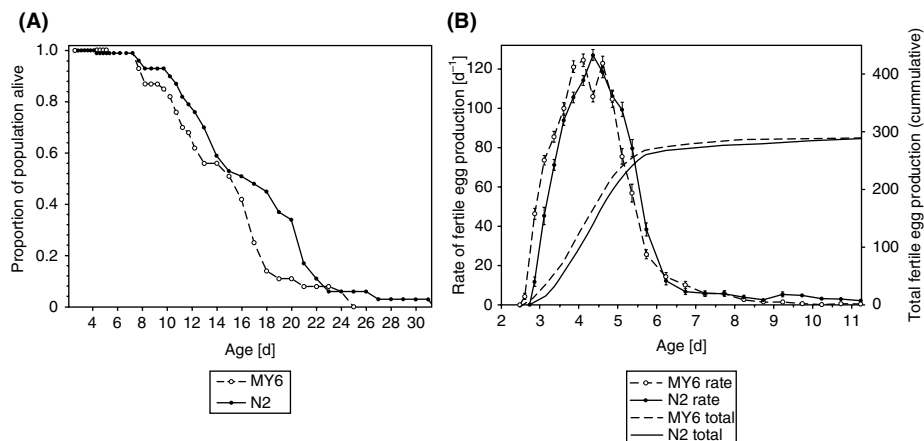 (A)
Proportion of population alive
1.0
0.8
0.6
0.4
0.2
0
4 6 8 10 12 14 16 18 20 22 24 26 28 30
Age [d]
MY6
N2
(B)
Rate of fertile egg production [d⁻¹]
120
100
80
60
40
20
0
2 3 4 5 6 7 8 9 10 11
Age [d]
400
300
200
100
0
Total fertile egg production (cummulative)
MY6 rate
N2 rate
MY6 total
N2 total